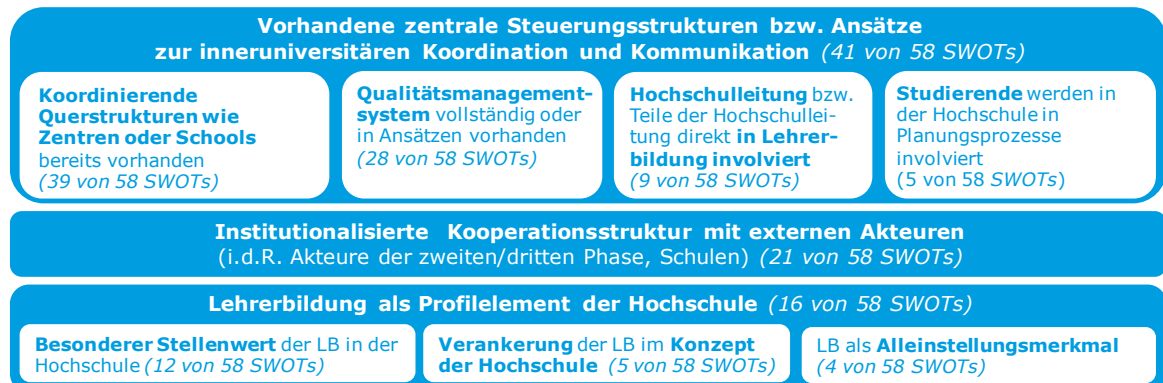 Vorhandene zentrale Steuerungsstrukturen bzw. Ansätze
zur inneruniversitären Koordination und Kommunikation (41 von 58 SWOTs)
Koordinierende
Querstrukturen wie
Zentren oder Schools
bereits vorhanden
(39 von 58 SWOTs)
Qualitätsmanagement-
system vollständig oder
in Ansätzen vorhanden
(28 von 58 SWOTs)
Hochschulleitung bzw.
Teile der Hochschullei-
tung direkt in Lehrer-
bildung involviert
(9 von 58 SWOTs)
Studierende werden in
der Hochschule in
Planungsprozesse
involviert
(5 von 58 SWOTs)
Institutionalisierte Kooperationsstruktur mit externen Akteuren
(i.d.R. Akteure der zweiten/dritten Phase, Schulen) (21 von 58 SWOTs)
Lehrerbildung als Profilelement der Hochschule (16 von 58 SWOTs)
Besonderer Stellenwert der LB in der
Hochschule (12 von 58 SWOTs)
Verankerung der LB im Konzept
der Hochschule (5 von 58 SWOTs)
LB als Alleinstellungsmerkmal
(4 von 58 SWOTs)